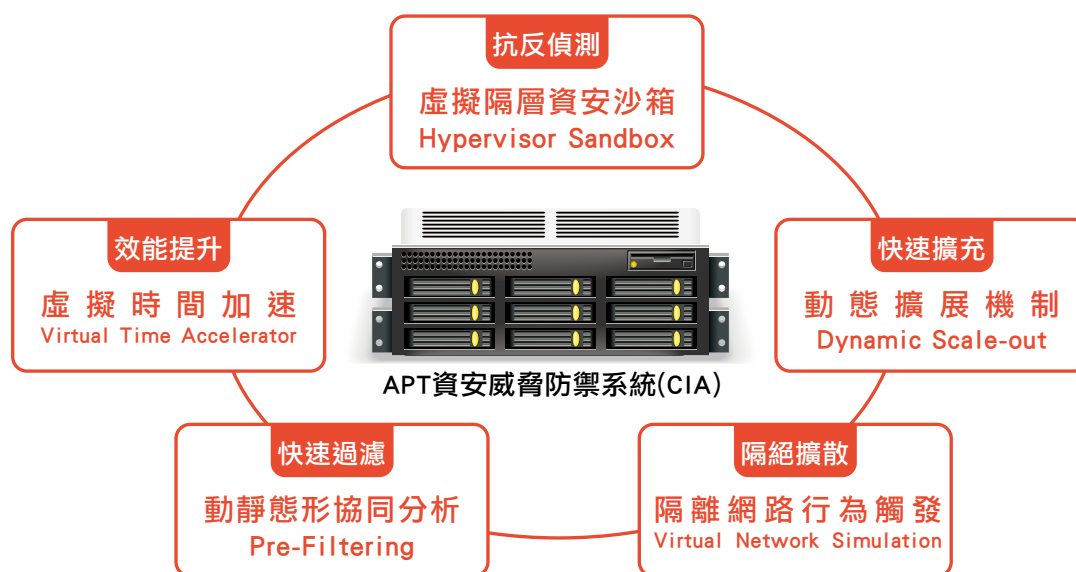 抗反偵測
虛擬隔層資安沙箱
Hypervisor Sandbox
效能提升
虛擬時間加速
Virtual Time Accelerator
快速擴充
動態擴展機制
Dynamic Scale-out
APT資安威脅防禦系統(CIA)
快速過濾
動靜態形協同分析
Pre-Filtering
隔絕擴散
隔離網路行為觸發
Virtual Network Simulation